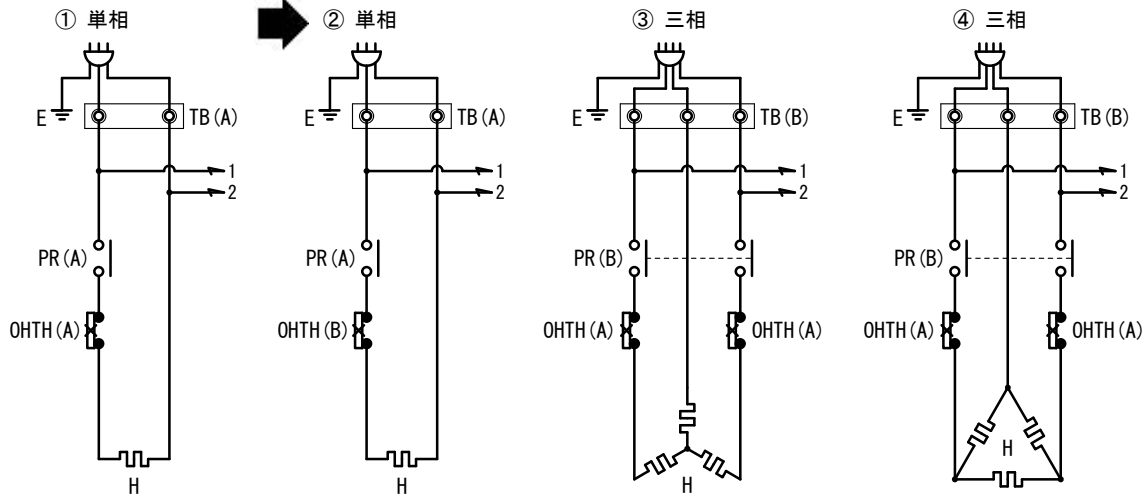 ① 単相
② 単相
③ 三相
④ 三相
E
TB(A)
E
TB(A)
E
TB(B)
E
TB(B)
1
2
1
2
1
2
1
2
PR(A)
PR(A)
PR(B)
PR(B)
OHTH(A)
OHTH(B)
OHTH(A)
OHTH(A)
OHTH(A)
OHTH(A)
H
H
H
H